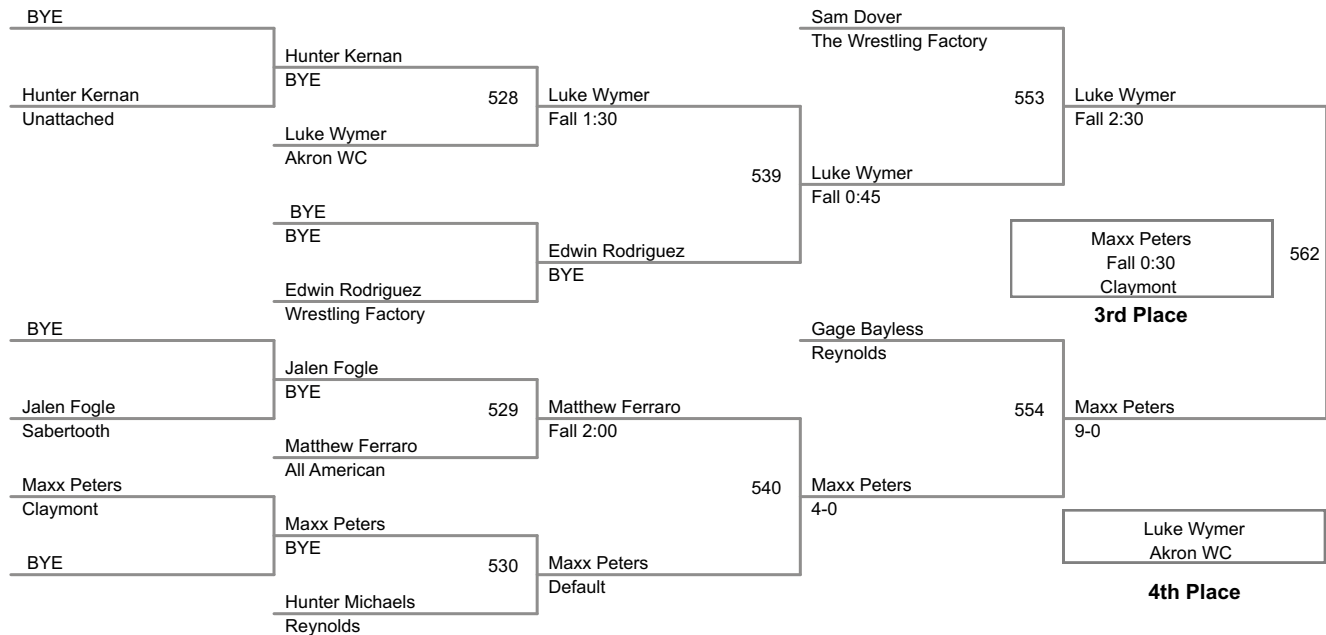 BYE
Sam Dover
The Wrestling Factory
Hunter Kernan
BYE
Hunter Kernan
Unattached
528
Luke Wymer
Fall 1:30
553
Luke Wymer
Fall 2:30
Luke Wymer
Akron WC
539
Luke Wymer
Fall 0:45
BYE
BYE
Edwin Rodriguez
BYE
Maxx Peters
Fall 0:30
Claymont
562
3rd Place
Edwin Rodriguez
Wrestling Factory
BYE
Gage Bayless
Reynolds
Jalen Fogle
BYE
Jalen Fogle
Sabertooth
529
Matthew Ferraro
Fall 2:00
554
Maxx Peters
9-0
Matthew Ferraro
All American
Maxx Peters
Claymont
540
Maxx Peters
4-0
Maxx Peters
BYE
Luke Wymer
Akron WC
4th Place
BYE
530
Maxx Peters
Default
Hunter Michaels
Reynolds